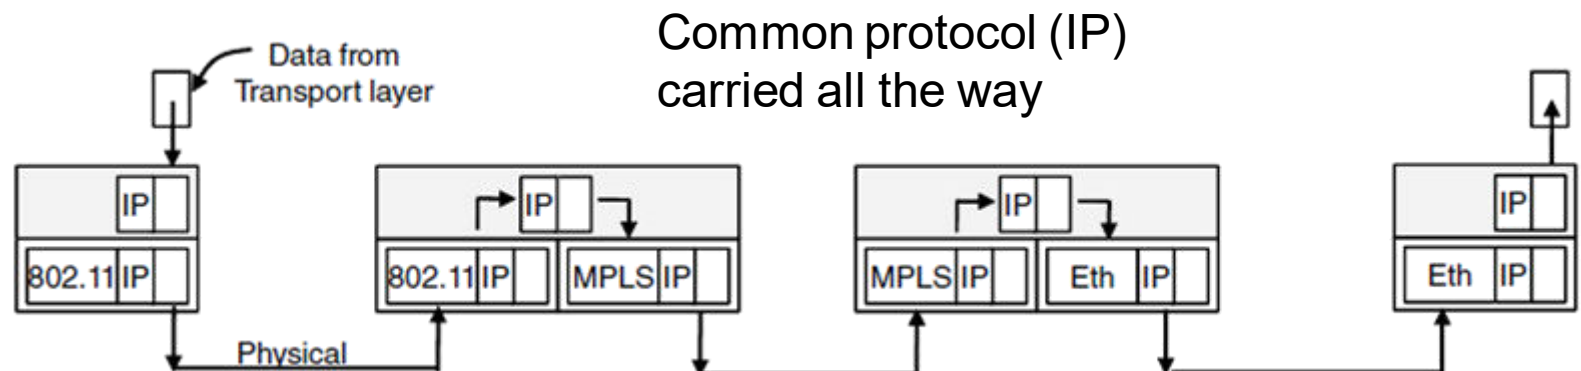 Common protocol (IP)
carried all the way
Data from
Transport layer
IP
802.11 IP
IP
802.11 IP MPLS IP
IP
MPLS IP Eth IP
IP
Eth IP
Physical